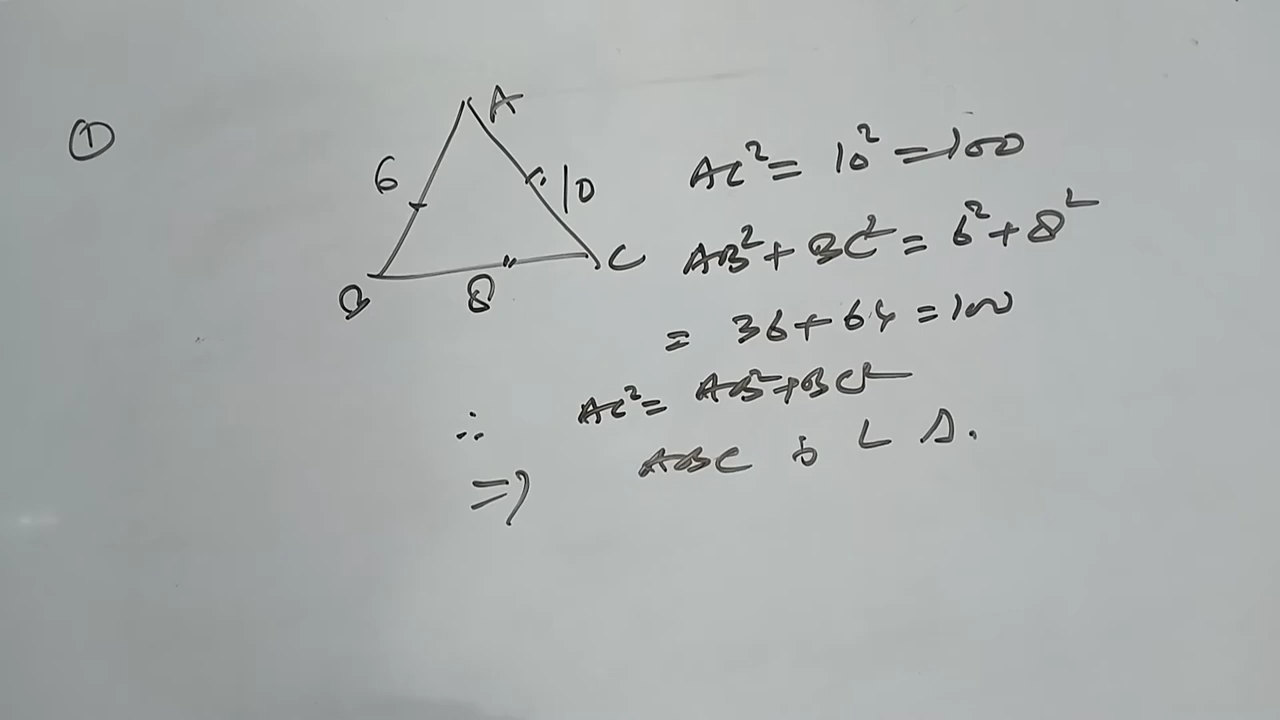 ①
A
6
10
B
8
C
AC² = 10² = 100
AB² + BC² = 6² + 8²
= 36 + 64 = 100
∴ AC² = AB² + BC²
⇒ ABC is L Δ.